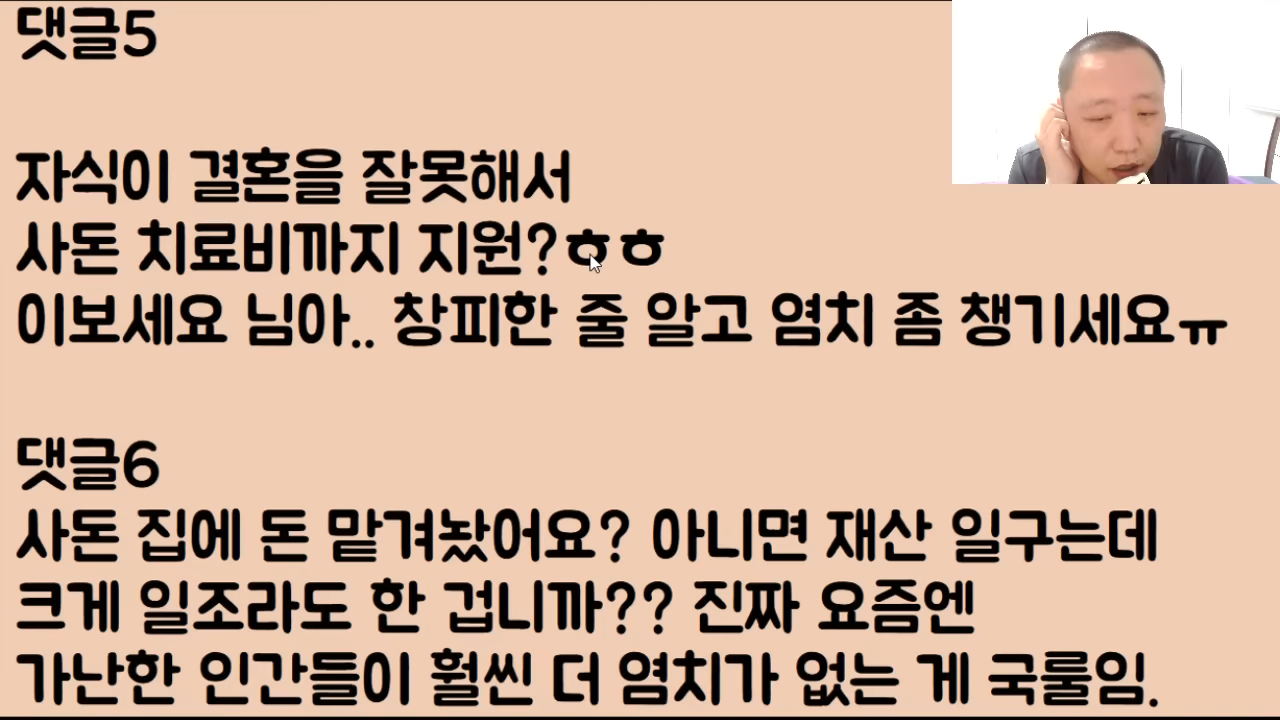 댓글5
자식이 결혼을 잘못해서
사돈 치료비까지 지원?ㅎㅎ
이보세요 님아.. 창피한 줄 알고 염치 좀 챙기세요ㅠ
댓글6
사돈 집에 돈 맡겨놨어요? 아니면 재산 일구는데
크게 일조라도 한 겁니까?? 진짜 요즘엔
가난한 인간들이 훨씬 더 염치가 없는 게 국룰임.